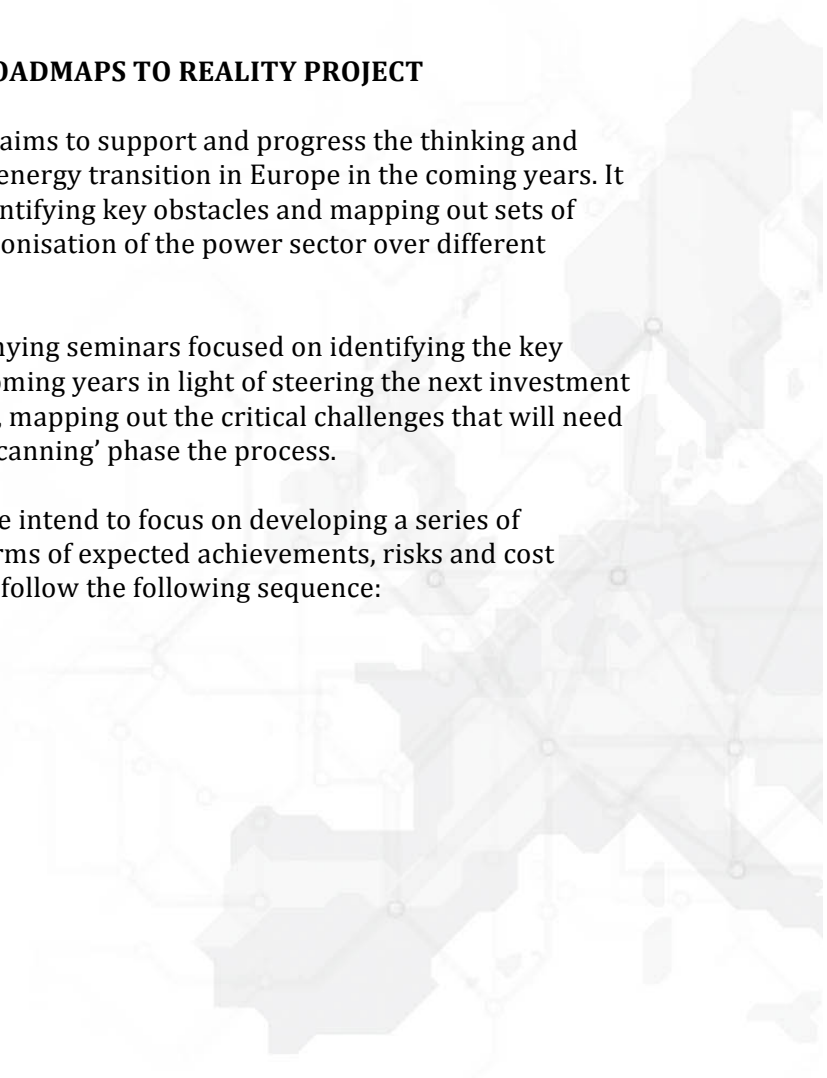 OADMAPS TO REALITY PROJECT
aims to support and progress the thinking and
energy transition in Europe in the coming years. It
ntifying key obstacles and mapping out sets of
onisation of the power sector over different
nying seminars focused on identifying the key
oming years in light of steering the next investment
, mapping out the critical challenges that will need
canning’ phase the process.
e intend to focus on developing a series of
rms of expected achievements, risks and cost
follow the following sequence: